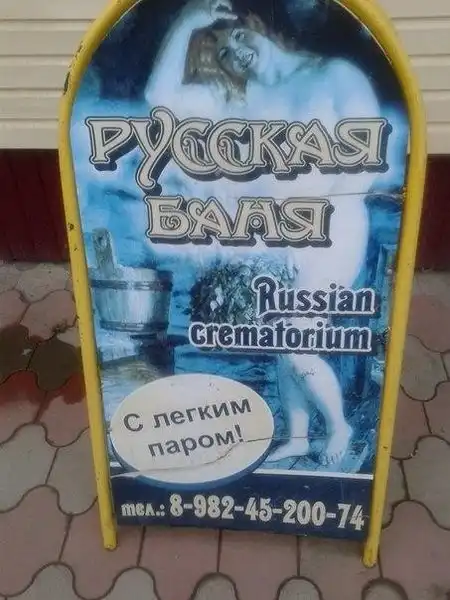 РУССКАЯ
БАНЯ
Russian
crematorium
С легким
паром!
тел.: 8-982-45-200-74